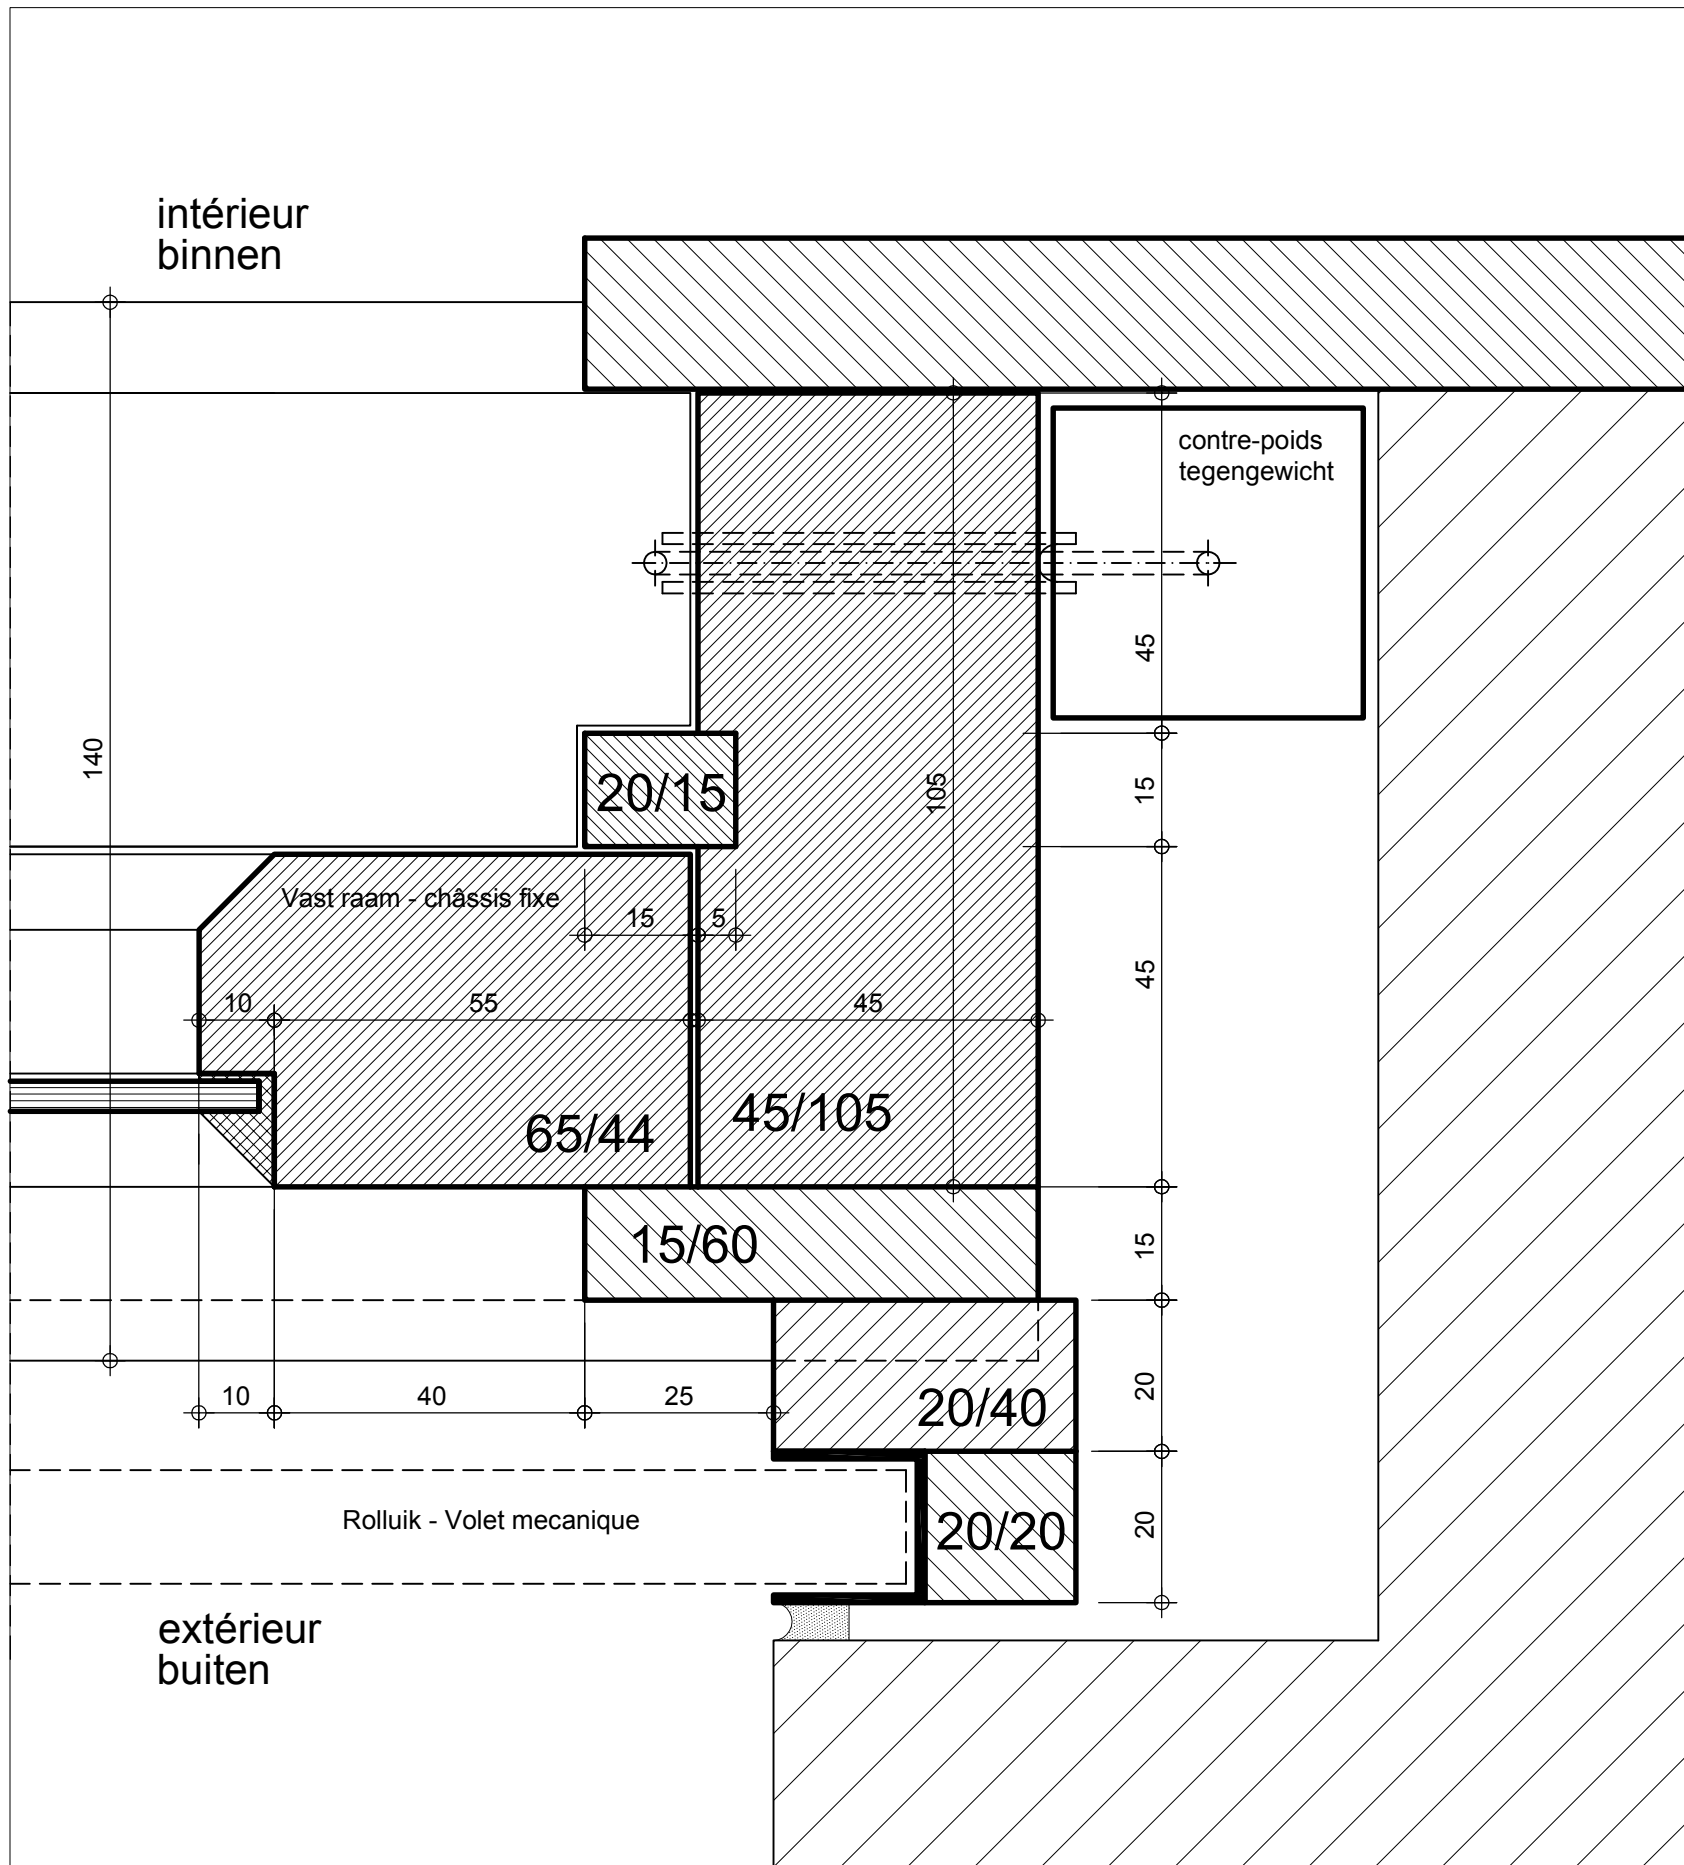 intérieur
binnen
contre-poids
tegengewicht
45
140
20/15
105
15
Vast raam - châssis fixe
15
5
45
10
55
45
65/44
45/105
15/60
15
10
40
25
20/40
20
Rolluik - Volet mecanique
20/20
20
extérieur
buiten